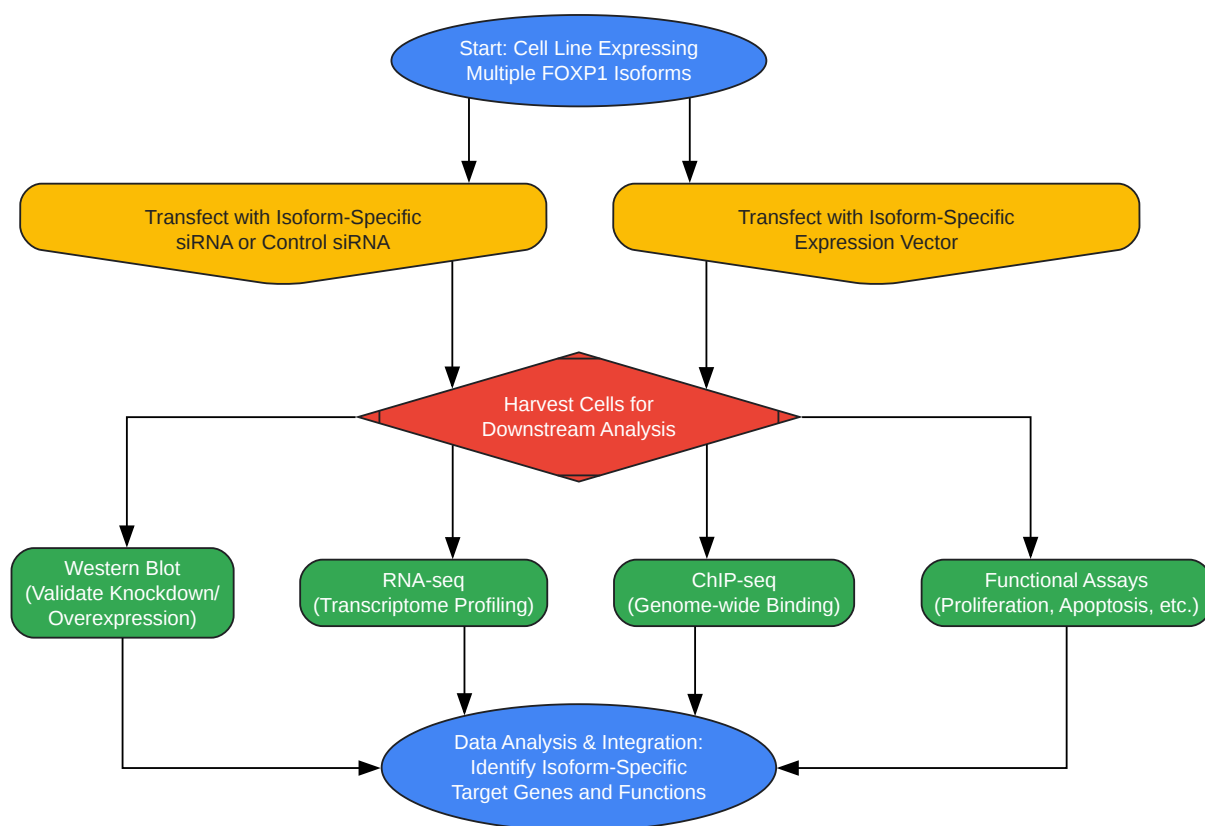 Start: Cell Line Expressing
Multiple FOXP1 Isoforms
Transfect with Isoform-Specific
siRNA or Control siRNA
Transfect with Isoform-Specific
Expression Vector
Harvest Cells for
Downstream Analysis
Western Blot
(Validate Knockdown/
Overexpression)
RNA-seq
(Transcriptome Profiling)
ChIP-seq
(Genome-wide Binding)
Functional Assays
(Proliferation, Apoptosis, etc.)
Data Analysis & Integration:
Identify Isoform-Specific
Target Genes and Functions